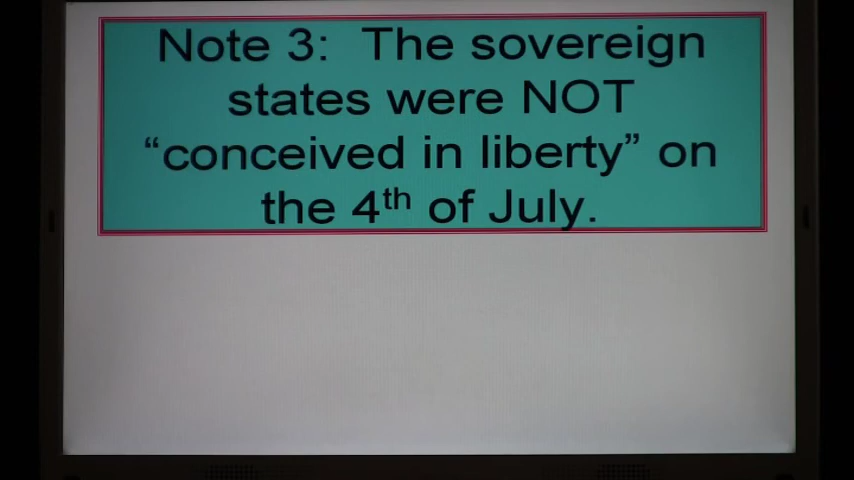 Note 3: The sovereign
states were NOT
“conceived in liberty” on
the 4th of July.